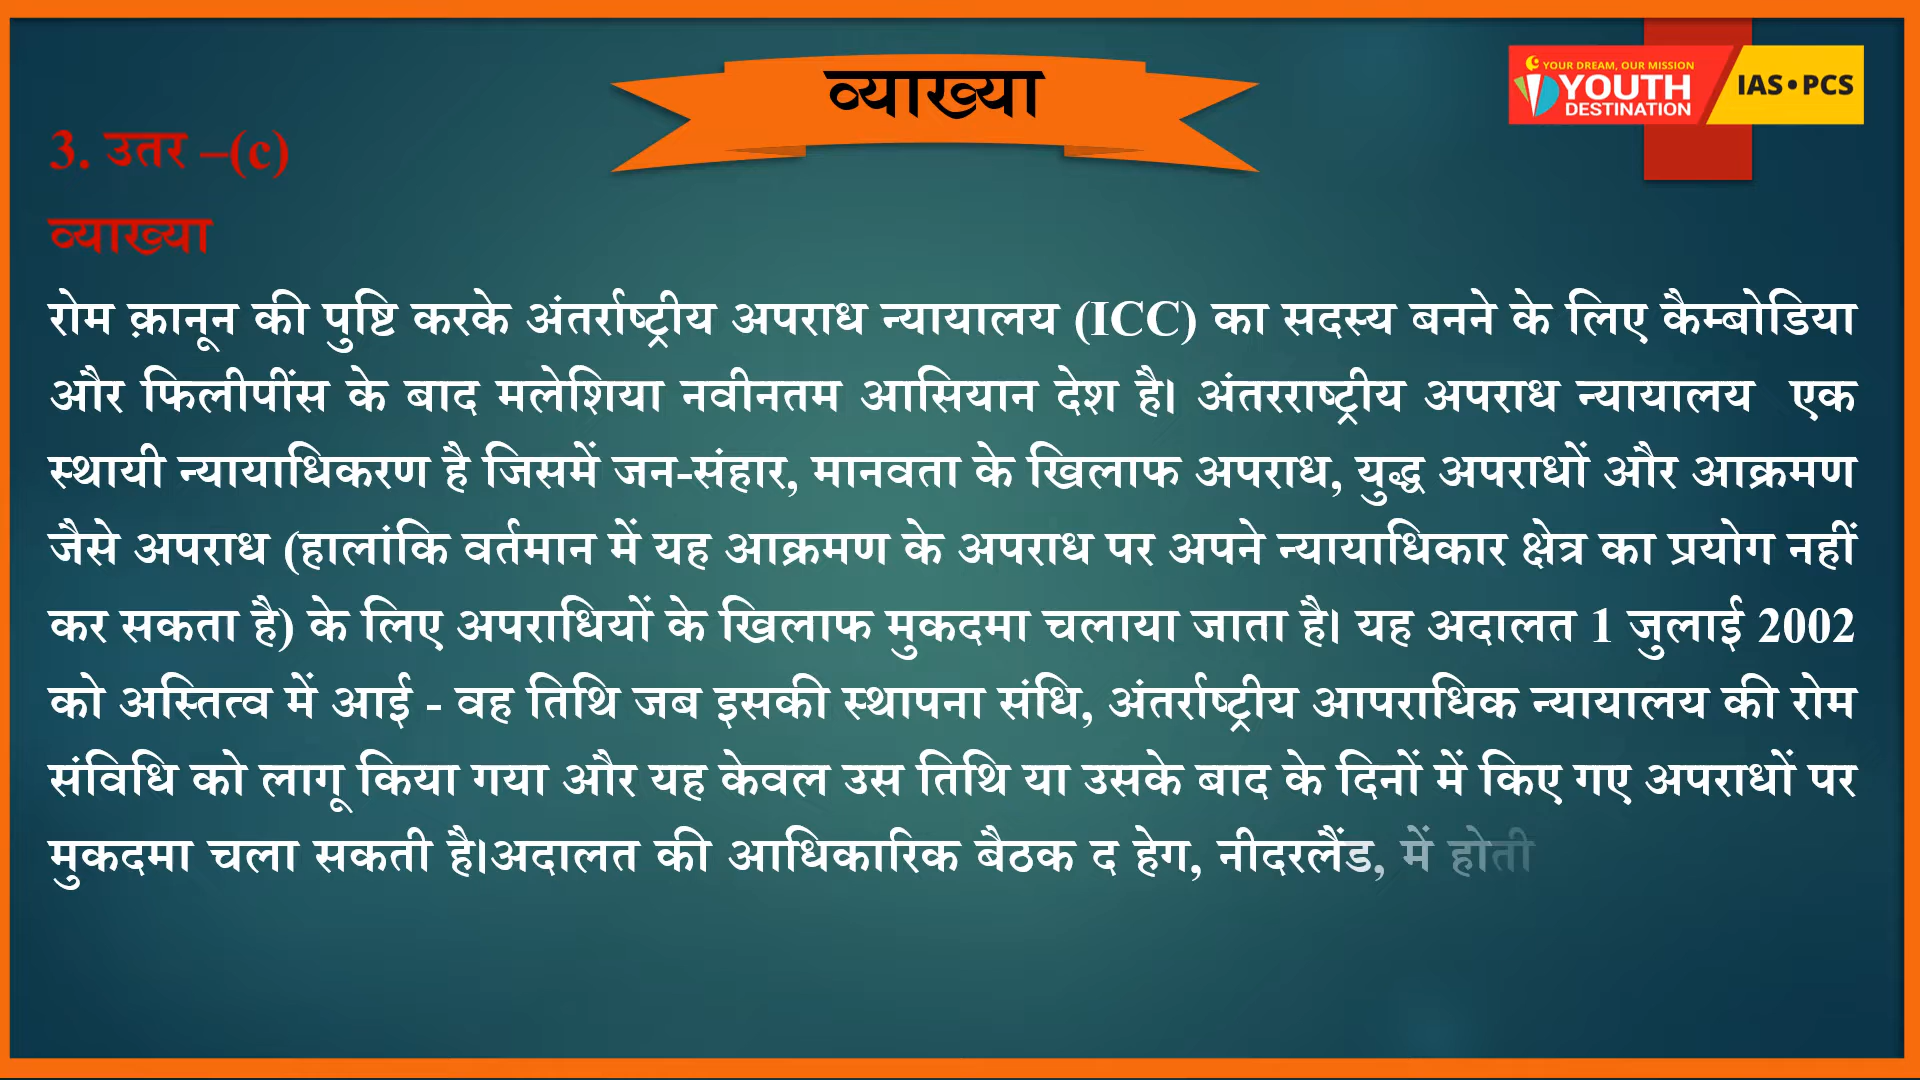 व्याख्या
YOUR DREAM, OUR MISSION
YOUTH
DESTINATION
IAS•PCS
3. उतर –(c)
व्याख्या
रोम क़ानून की पुष्टि करके अंतर्राष्ट्रीय अपराध न्यायालय (ICC) का सदस्य बनने के लिए कैम्बोडिया
और फिलीपींस के बाद मलेशिया नवीनतम आसियान देश है। अंतरराष्ट्रीय अपराध न्यायालय एक
स्थायी न्यायाधिकरण है जिसमें जन-संहार, मानवता के खिलाफ अपराध, युद्ध अपराधों और आक्रमण
जैसे अपराध (हालांकि वर्तमान में यह आक्रमण के अपराध पर अपने न्यायाधिकार क्षेत्र का प्रयोग नहीं
कर सकता है) के लिए अपराधियों के खिलाफ मुकदमा चलाया जाता है। यह अदालत 1 जुलाई 2002
को अस्तित्व में आई - वह तिथि जब इसकी स्थापना संधि, अंतर्राष्ट्रीय आपराधिक न्यायालय की रोम
संविधि को लागू किया गया और यह केवल उस तिथि या उसके बाद के दिनों में किए गए अपराधों पर
मुकदमा चला सकती है।अदालत की आधिकारिक बैठक द हेग, नीदरलैंड, में होती